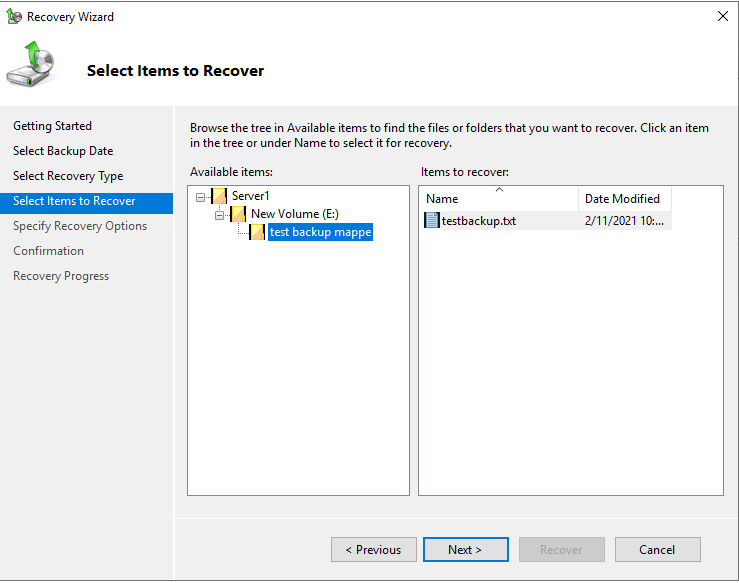 Recovery Wizard
Select Items to Recover
Getting Started
Select Backup Date
Select Recovery Type
Select Items to Recover
Specify Recovery Options
Confirmation
Recovery Progress
Browse the tree in Available items to find the files or folders that you want to recover. Click an item
in the tree or under Name to select it for recovery.
Available items:
Server1
New Volume (E:)
test backup mappe
Items to recover:
Name Date Modified
testbackup.txt 2/11/2021 10:...
< Previous Next > Recover Cancel